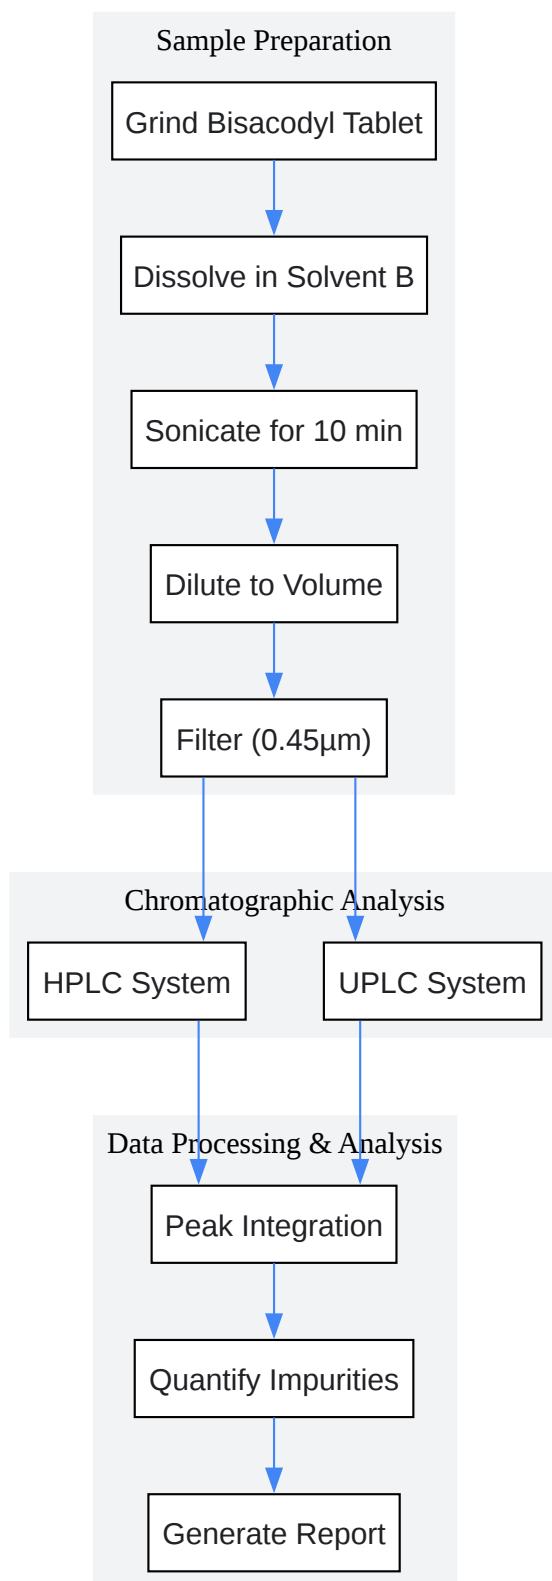 Sample Preparation
Grind Bisacodyl Tablet
Dissolve in Solvent B
Sonicate for 10 min
Dilute to Volume
Filter (0.45µm)
Chromatographic Analysis
HPLC System
UPLC System
Data Processing & Analysis
Peak Integration
Quantify Impurities
Generate Report